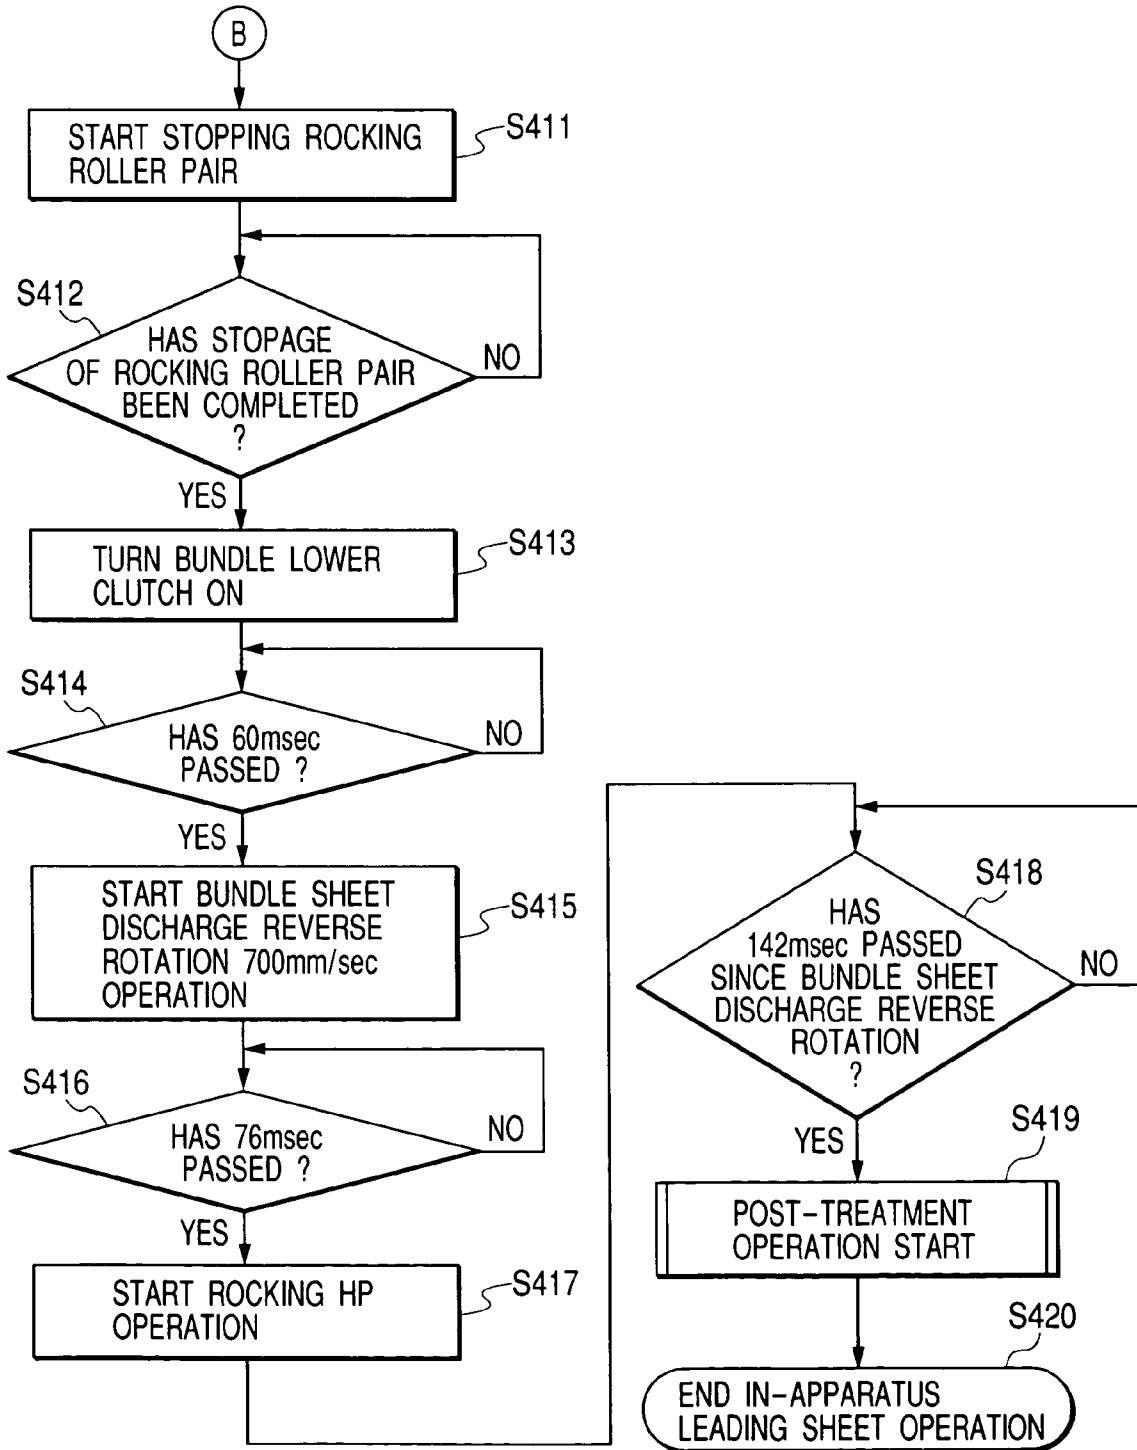 B
START STOPPING ROCKING
ROLLER PAIR
S411
S412
HAS STOPAGE
OF ROCKING ROLLER PAIR
BEEN COMPLETED
?
NO
YES
TURN BUNDLE LOWER
CLUTCH ON
S413
S414
HAS 60msec
PASSED ?
NO
YES
START BUNDLE SHEET
DISCHARGE REVERSE
ROTATION 700mm/sec
OPERATION
S415
S416
HAS 76msec
PASSED ?
NO
YES
START ROCKING HP
OPERATION
S417
S418
HAS
142msec PASSED
SINCE BUNDLE SHEET
DISCHARGE REVERSE
ROTATION
?
NO
YES
S419
POST-TREATMENT
OPERATION START
S420
END IN-APPARATUS
LEADING SHEET OPERATION